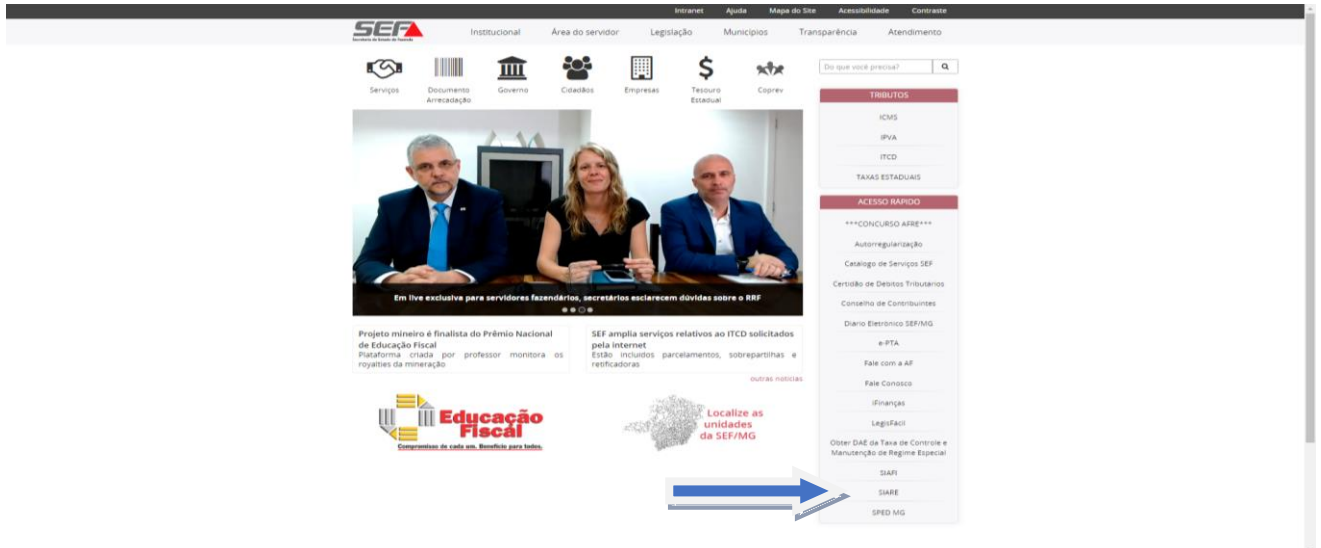 Intranet Ajuda Mapa do Site Acessibilidade Contraste
SEF
Secretaria de Estado de Fazenda
Institucional Área do servidor Legislação Municípios Transparência Atendimento
Serviços
Documento
Arrecadação
Governo
Cidadãos
Empresas
Tesouro
Estadual
Coprev
Do que você precisa?
Em live exclusiva para servidores fazendários, secretários esclarecem dúvidas sobre o RRF
Projeto mineiro é finalista do Prêmio Nacional
de Educação Fiscal
Plataforma criada por professor monitora os
royalties da mineração
SEF amplia serviços relativos ao ITCD solicitados
pela internet
Estão incluídos parcelamentos, sobrepartilhas e
retificadoras
outras notícias
Educação
Fiscal
Compromisso de cada um. Benefício para todos.
Localize as
unidades
da SEF/MG
TRIBUTOS
ICMS
IPVA
ITCD
TAXAS ESTADUAIS
ACESSO RÁPIDO
***CONCURSO AFRE***
Autorregularização
Catálogo de Serviços SEF
Certidão de Débitos Tributários
Conselho de Contribuintes
Diário Eletrônico SEF/MG
e-PTA
Fale com a AF
Fale Conosco
iFinanças
LegisFácil
Obter DAE da Taxa de Controle e
Manutenção de Regime Especial
SIAFI
SIARE
SPED MG